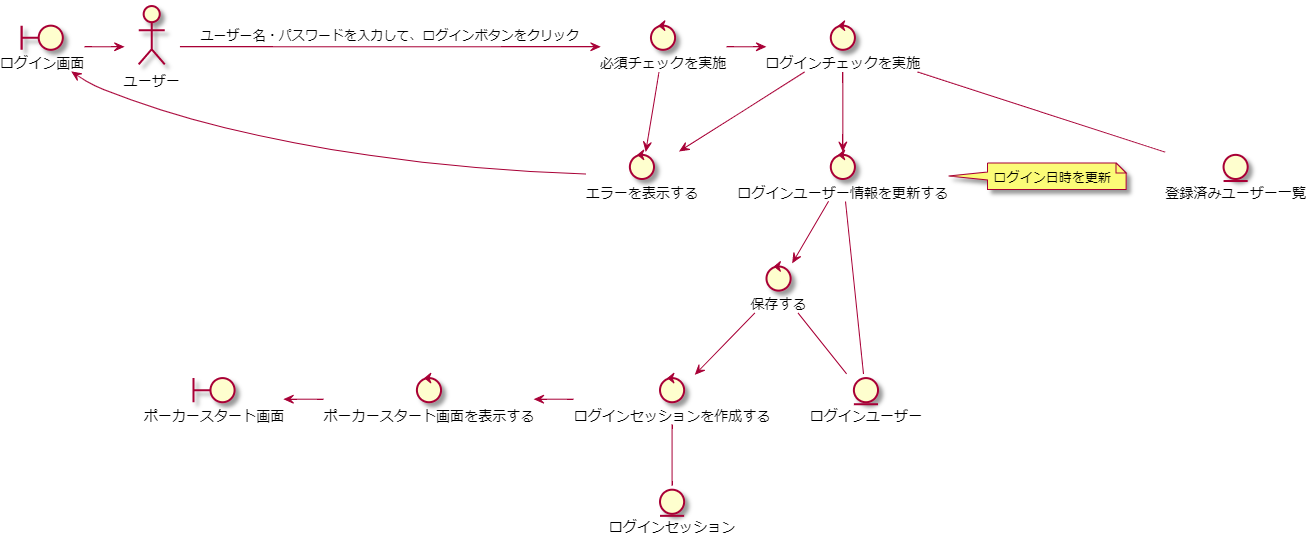 ユーザー名・パスワードを入力して、ログインボタンをクリック
ログイン画面
ユーザー
必須チェックを実施
ログインチェックを実施
エラーを表示する
ログインユーザー情報を更新する
ログイン日時を更新
登録済みユーザー一覧
保存する
ポーカースタート画面
ポーカースタート画面を表示する
ログインセッションを作成する
ログインユーザー
ログインセッション